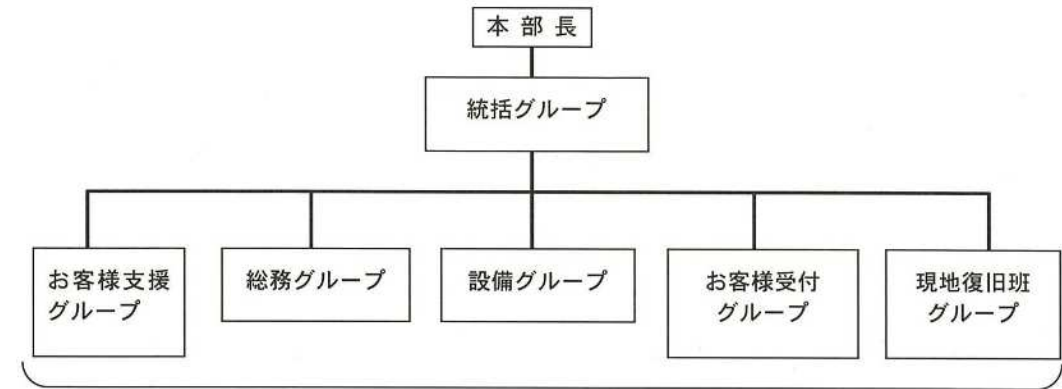 本部長
統括グループ
お客様支援
グループ
総務グループ
設備グループ
お客様受付
グループ
現地復旧班
グループ